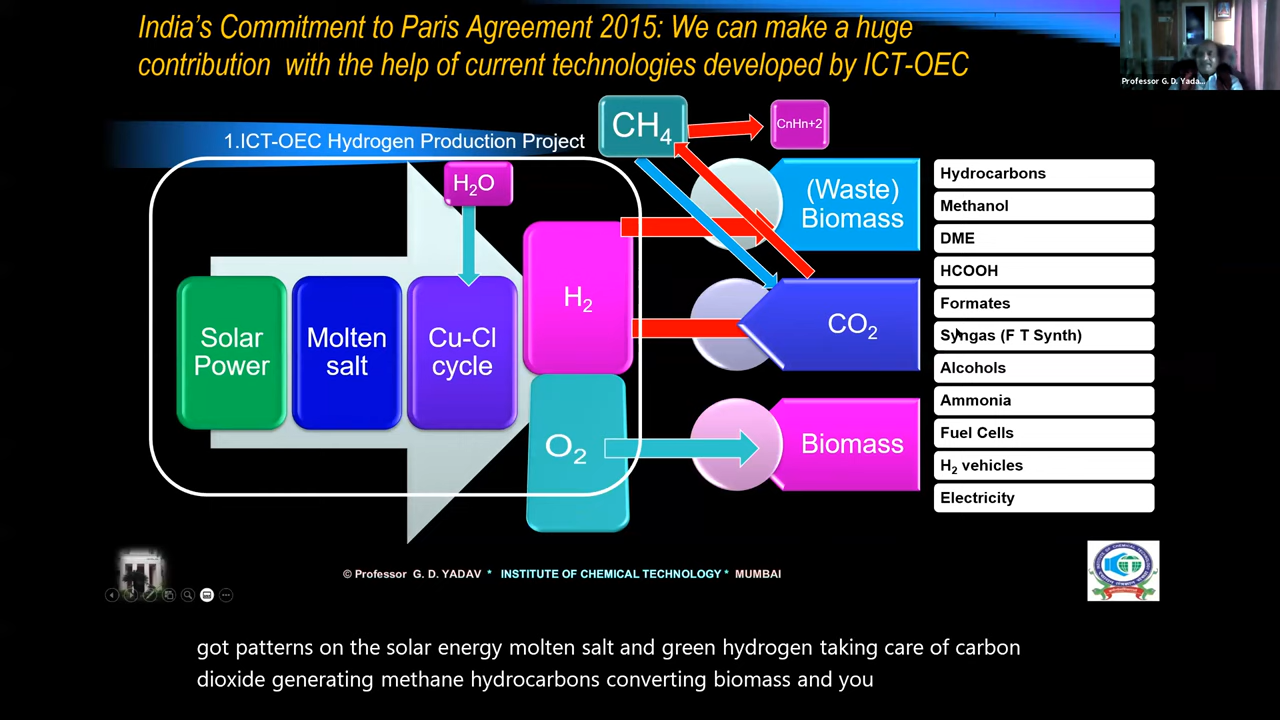 India's Commitment to Paris Agreement 2015: We can make a huge
contribution with the help of current technologies developed by ICT-OEC
Professor G. D. Yada...
1.ICT-OEC Hydrogen Production Project
CH4
CnHn+2
H2O
Solar
Power
Molten
salt
Cu-Cl
cycle
H2
O2
(Waste)
Biomass
CO2
Biomass
Hydrocarbons
Methanol
DME
HCOOH
Formates
Syngas (F T Synth)
Alcohols
Ammonia
Fuel Cells
H2 vehicles
Electricity
© Professor G. D. YADAV * INSTITUTE OF CHEMICAL TECHNOLOGY * MUMBAI
got patterns on the solar energy molten salt and green hydrogen taking care of carbon
dioxide generating methane hydrocarbons converting biomass and you